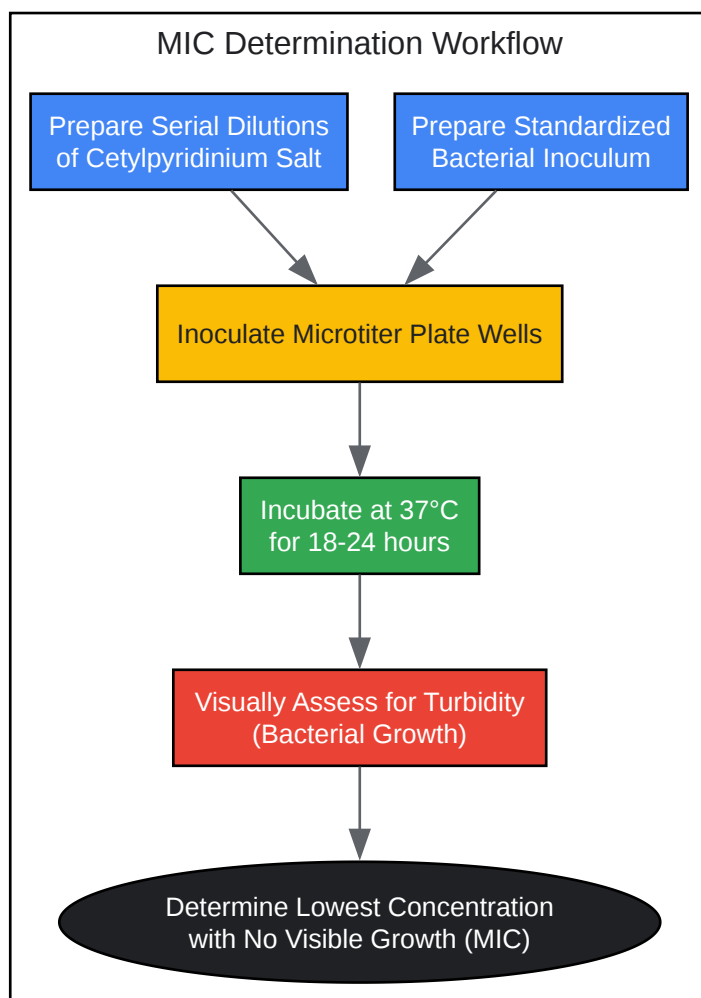 MIC Determination Workflow
Prepare Serial Dilutions
of Cetylpyridinium Salt
Prepare Standardized
Bacterial Inoculum
Inoculate Microtiter Plate Wells
Incubate at 37°C
for 18-24 hours
Visually Assess for Turbidity
(Bacterial Growth)
Determine Lowest Concentration
with No Visible Growth (MIC)